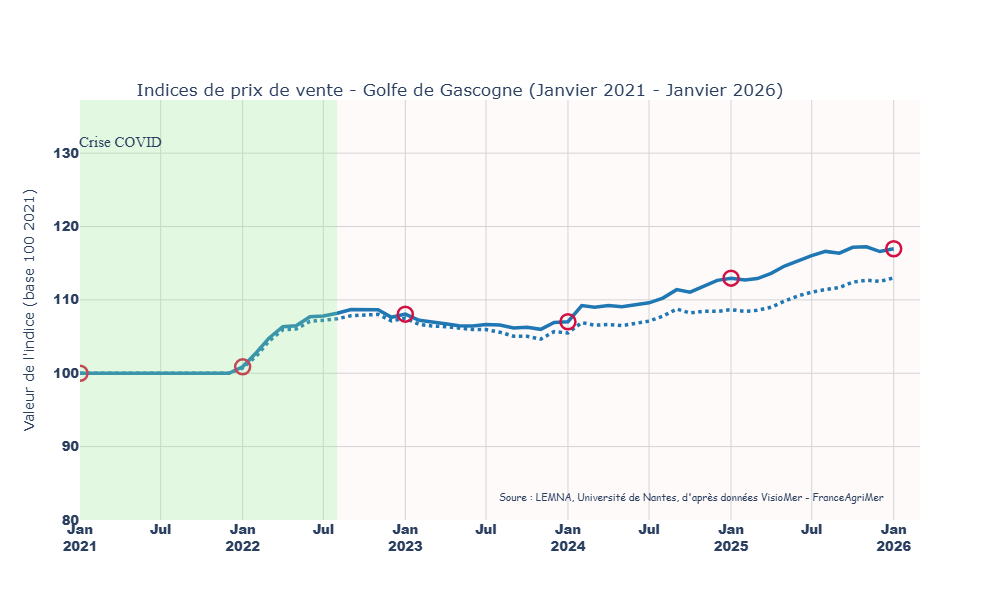 Indices de prix de vente - Golfe de Gascogne (Janvier 2021 - Janvier 2026)
Crise COVID
Valeur de l'indice (base 100 2021)
130
120
110
100
90
80
Soure : LEMNA, Université de Nantes, d'après données VisioMer - FranceAgriMer
Jan Jul Jan Jul Jan Jul Jan Jul Jan Jul Jan
2021 2022 2023 2024 2025 2026